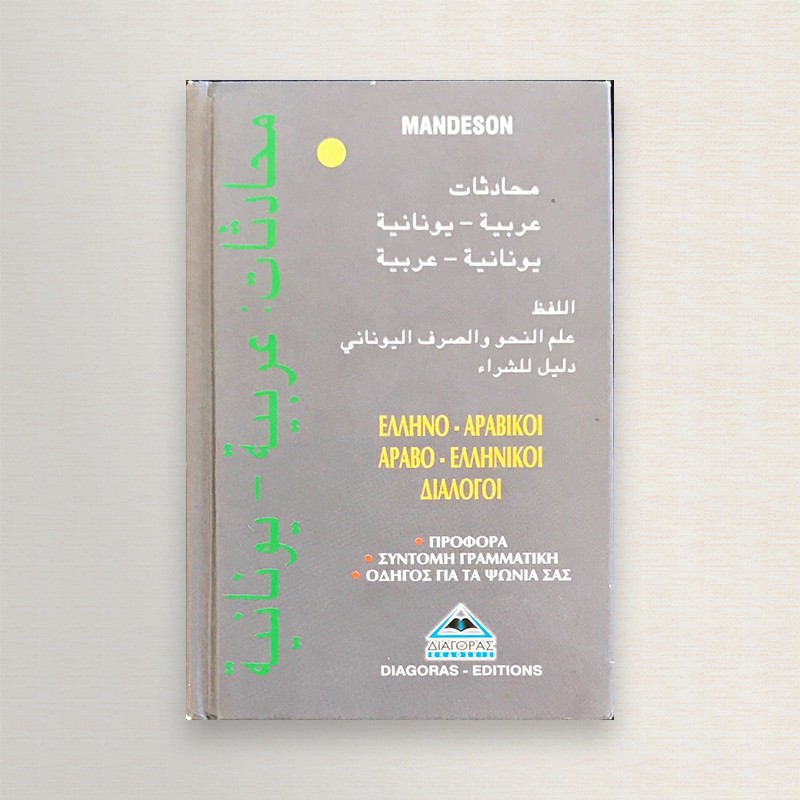 MANDESON
محادثات
عربية - يونانية
يونانية - عربية
اللفظ
علم النحو والصرف اليوناني
دليل للشراء
ΕΛΛΗΝΟ - ΑΡΑΒΙΚΟΙ
ΑΡΑΒΟ - ΕΛΛΗΝΙΚΟΙ
ΔΙΑΛΟΓΟΙ
ΠΡΟΦΟΡΑ
ΣΥΝΤΟΜΗ ΓΡΑΜΜΑΤΙΚΗ
ΟΔΗΓΟΣ ΓΙΑ ΤΑ ΨΩΝΙΑ ΣΑΣ
ΔΙΑΓΟΡΑΣ
ΕΚΔΟΣΕΙΣ
DIAGORAS - EDITIONS
محادثات: عربية - يونانية